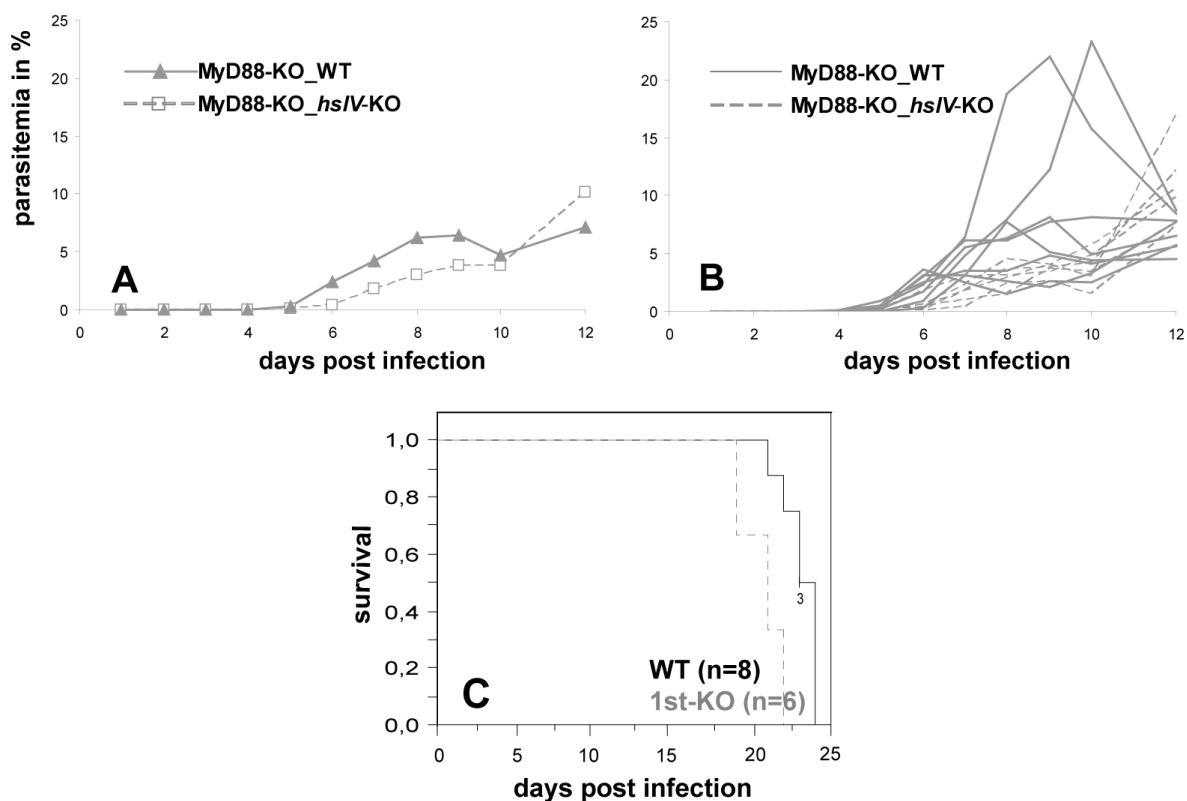 parasitemia in %
25
20
15
10
5
0
MyD88-KO_WT
MyD88-KO_hslV-KO
A
0 2 4 6 8 10 12
days post infection
25
20
15
10
5
0
MyD88-KO_WT
MyD88-KO_hslV-KO
B
0 2 4 6 8 10 12
days post infection
survival
1,0
0,8
0,6
0,4
0,2
0,0
3
WT (n=8)
1st-KO (n=6)
C
0 5 10 15 20 25
days post infection